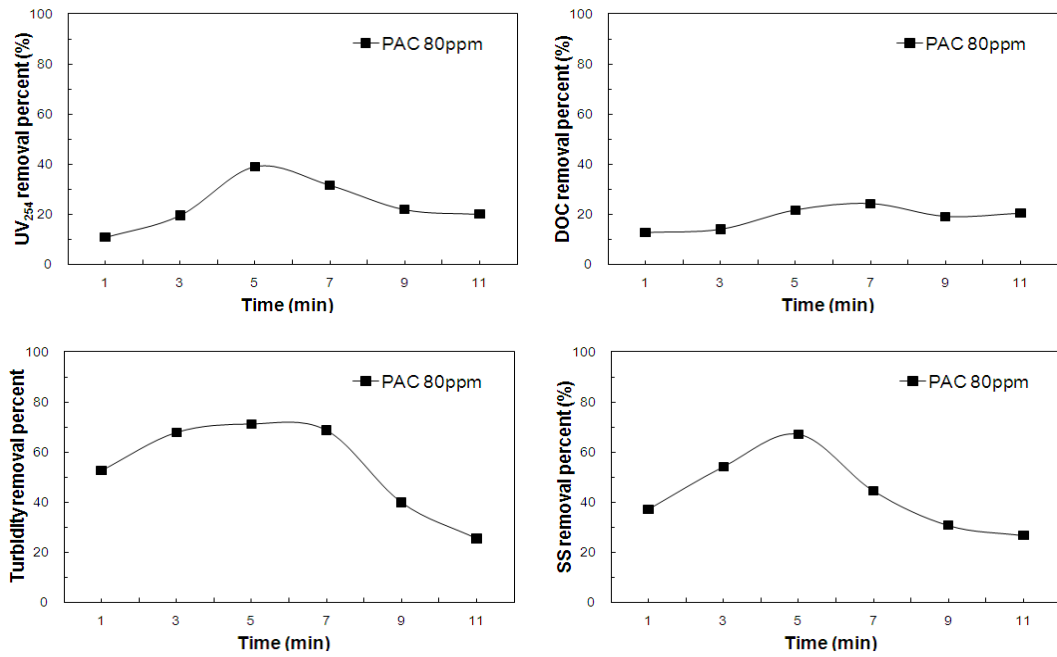 UV254 removal percent (%)
100
80
60
40
20
0
PAC 80ppm
1 3 5 7 9 11
Time (min)
DOC removal percent (%)
100
80
60
40
20
0
PAC 80ppm
1 3 5 7 9 11
Time (min)
Turbidity removal percent
100
80
60
40
20
0
PAC 80ppm
1 3 5 7 9 11
Time (min)
SS removal percent (%)
100
80
60
40
20
0
PAC 80ppm
1 3 5 7 9 11
Time (min)